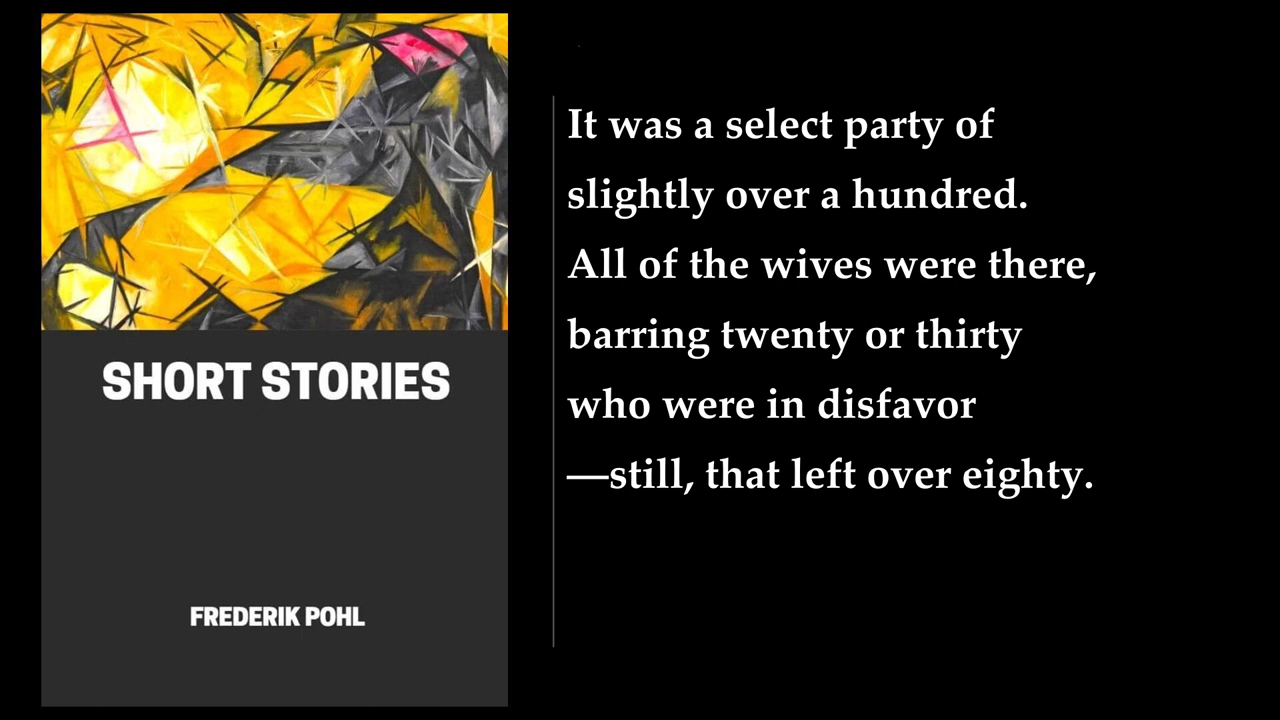 SHORT STORIES
FREDERIK POHL
It was a select party of
slightly over a hundred.
All of the wives were there,
barring twenty or thirty
who were in disfavor
—still, that left over eighty.